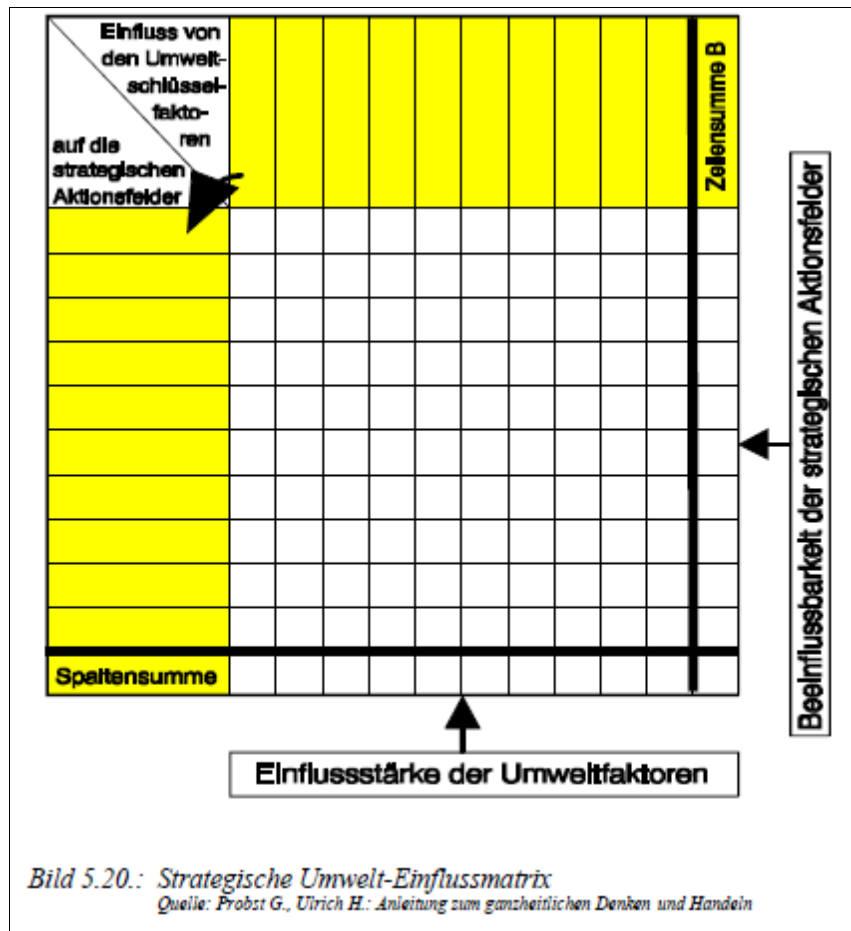 Einfluss von
den Umwelt-
schlüssel-
fakto-
ren
auf die
strategischen
Aktionsfelder
Zeilensumme B
Beeinflussbarkeit der strategischen Aktionsfelder
Spaltensumme
Einflussstärke der Umweltfaktoren
Bild 5.20.: Strategische Umwelt-Einflussmatrix
Quelle: Probst G., Ulrich H.: Anleitung zum ganzheitlichen Denken und Handeln